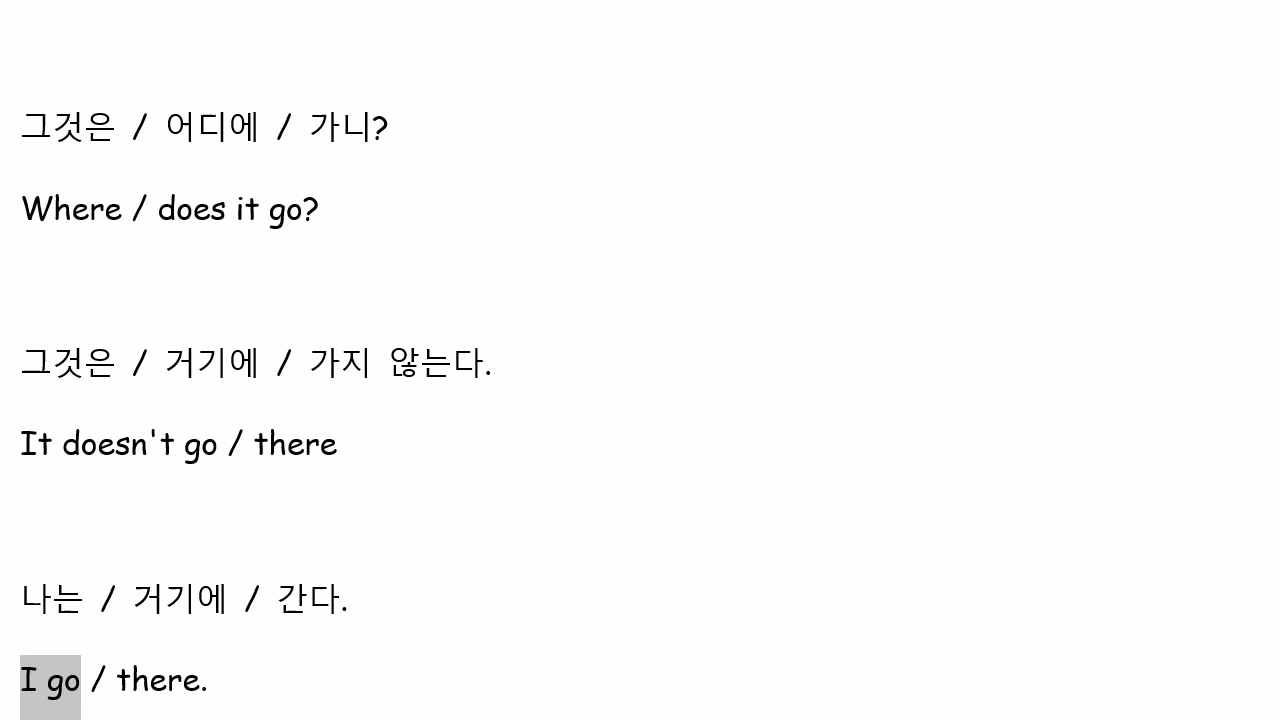 그것은 / 어디에 / 가니?
Where / does it go?
그것은 / 거기에 / 가지 않는다.
It doesn't go / there
나는 / 거기에 / 간다.
I go / there.